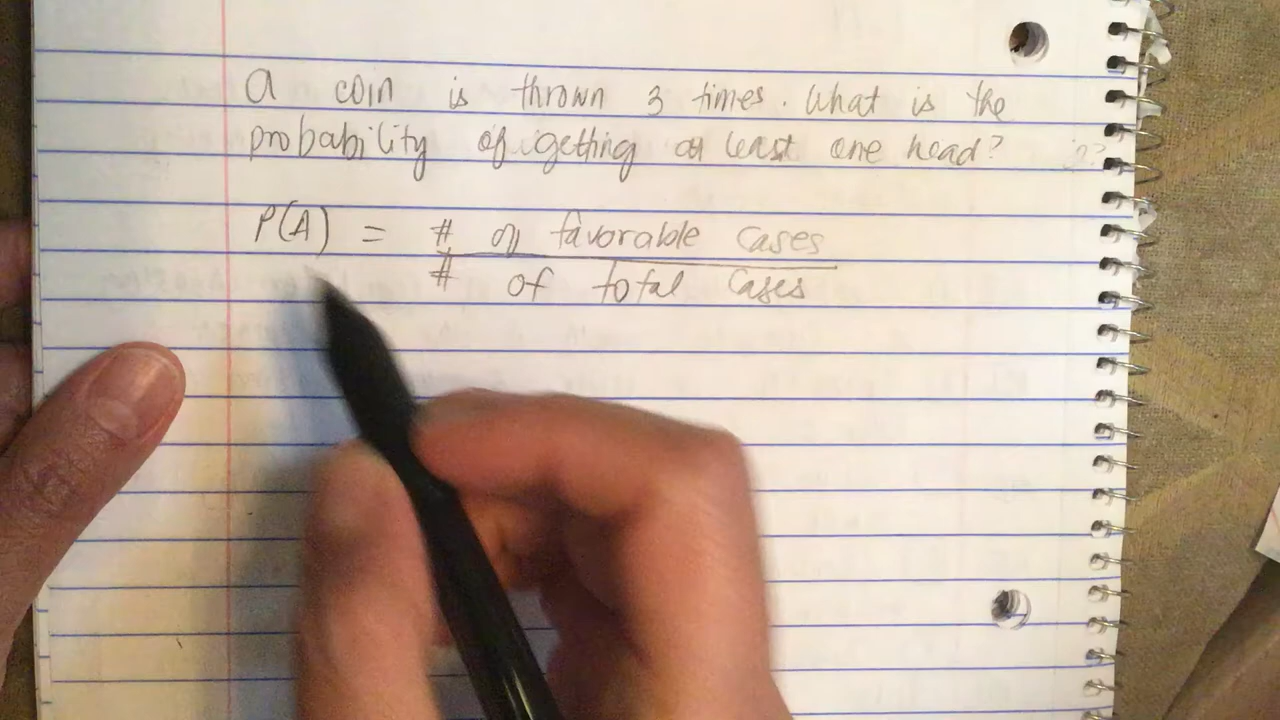 A coin is thrown 3 times. What is the
probability of getting at least one head?
P(A) = # of favorable cases
# of total cases